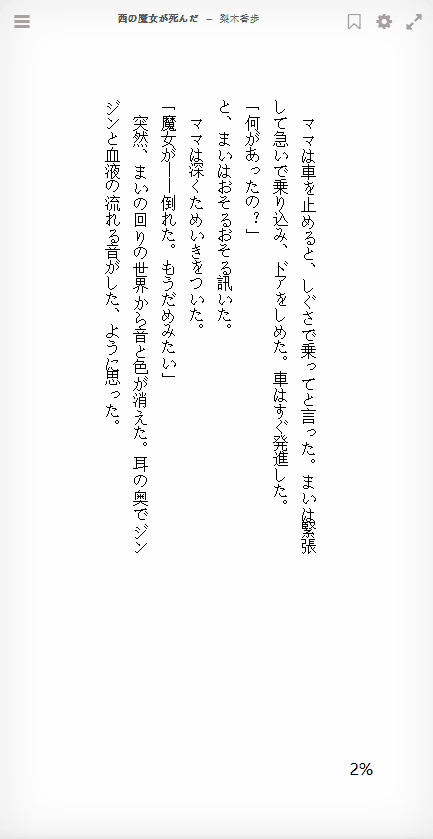 西の魔女が死んだ – 梨木香歩
　ママは車を止めると、しぐさで乗ってと言った。まいは緊張
して急いで乗り込み、ドアをしめた。車はすぐ発進した。
「何があったの？」
と、まいはおそるおそる訊いた。
　ママは深くためいきをついた。
「魔女が――倒れた。もうだめみたい」
　突然、まいの回りの世界から音と色が消えた。耳の奥でジン
ジンと血液の流れる音がした、ように思った。
2%